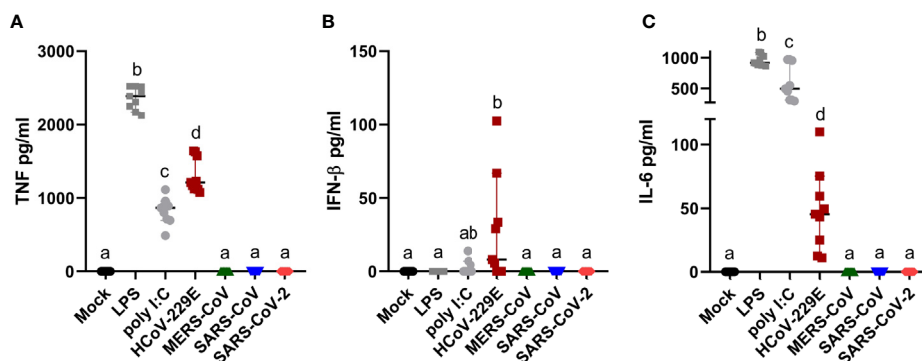 A
TNF pg/ml
3000
2000
1000
0
a
b
c
d
a
a
a
Mock
LPS
poly I:C
HCoV-229E
MERS-CoV
SARS-CoV
SARS-CoV-2
B
IFN-β pg/ml
150
100
50
0
a
a
ab
b
a
a
a
Mock
LPS
poly I:C
HCoV-229E
MERS-CoV
SARS-CoV
SARS-CoV-2
C
IL-6 pg/ml
1000
500
100
50
0
a
b
c
d
a
a
a
Mock
LPS
poly I:C
HCoV-229E
MERS-CoV
SARS-CoV
SARS-CoV-2